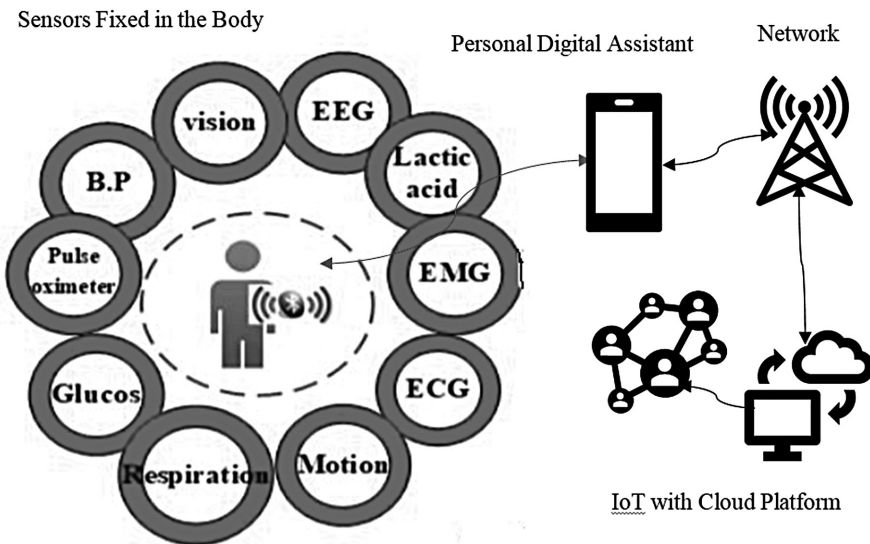 Sensors Fixed in the Body
Personal Digital Assistant
Network
vision
EEG
B.P
Lactic
acid
Pulse
oximeter
EMG
Glucos
ECG
Respiration
Motion
IoT with Cloud Platform